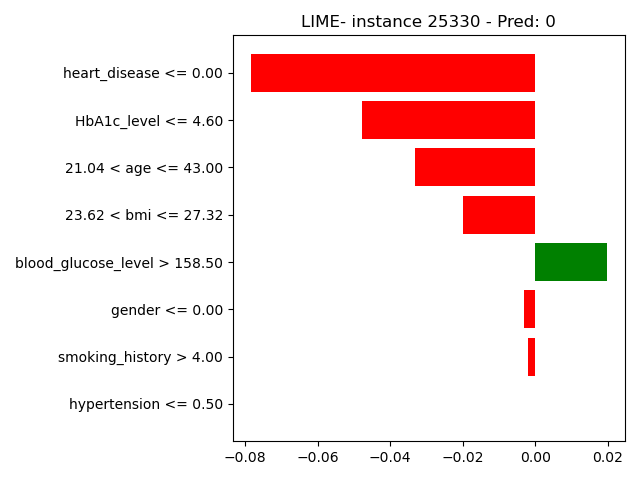 LIME- instance 25330 - Pred: 0
heart_disease <= 0.00
HbA1c_level <= 4.60
21.04 < age <= 43.00
23.62 < bmi <= 27.32
blood_glucose_level > 158.50
gender <= 0.00
smoking_history > 4.00
hypertension <= 0.50
−0.08 −0.06 −0.04 −0.02 0.00 0.02